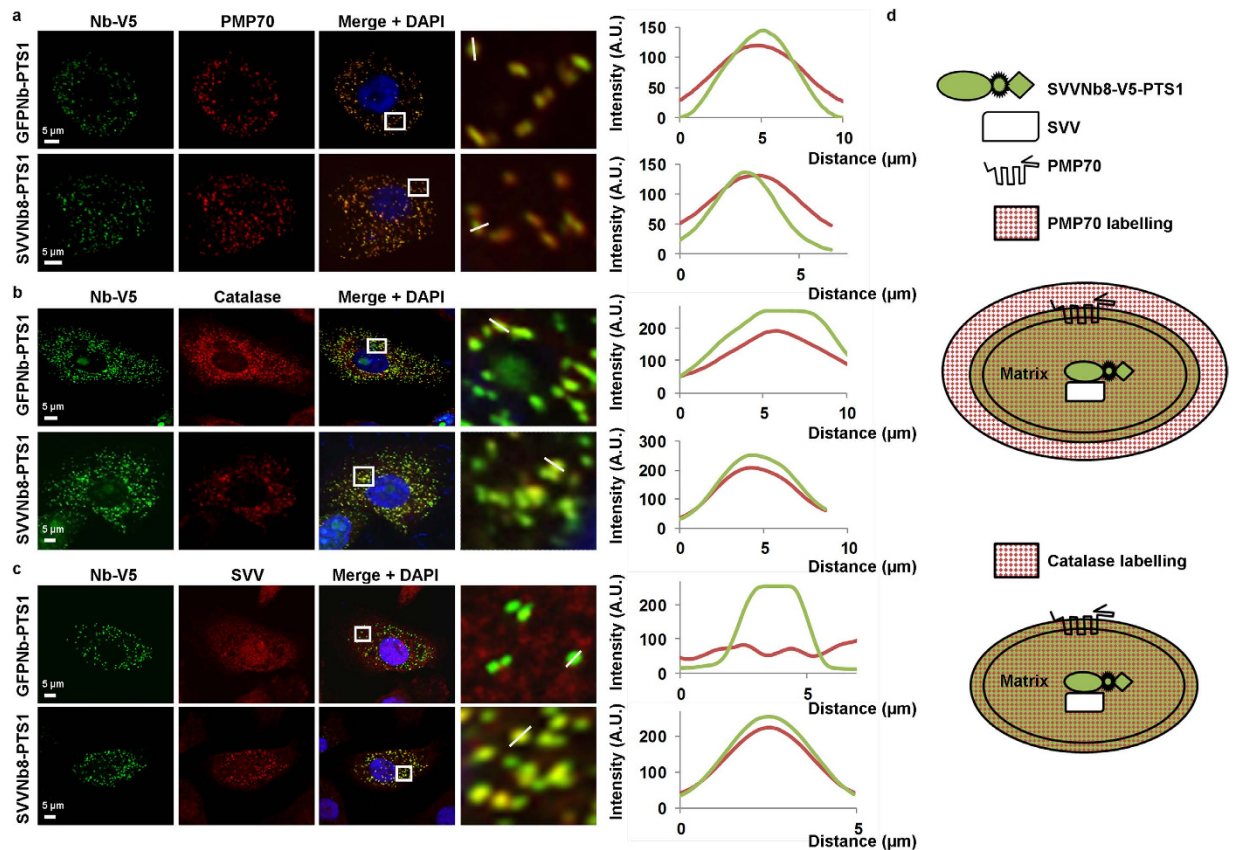 a
Nb-V5 PMP70 Merge + DAPI
GFPNb-PTS1
5 µm
SVVNb8-PTS1
5 µm
Intensity (A.U.)
150
100
50
0
0 5 10
Distance (µm)
Intensity (A.U.)
150
100
50
0
0 5
Distance (µm)
b
Nb-V5 Catalase Merge + DAPI
GFPNb-PTS1
5 µm
SVVNb8-PTS1
5 µm
Intensity (A.U.)
200
100
0
0 5 10
Distance (µm)
Intensity (A.U.)
300
200
100
0
0 5 10
Distance (µm)
c
Nb-V5 SVV Merge + DAPI
GFPNb-PTS1
5 µm
SVVNb8-PTS1
5 µm
Intensity (A.U.)
200
100
0
0 5
Distance (µm)
Intensity (A.U.)
200
100
0
0 5
Distance (µm)
d
SVVNb8-V5-PTS1
SVV
PMP70
PMP70 labelling
Matrix
Catalase labelling
Matrix